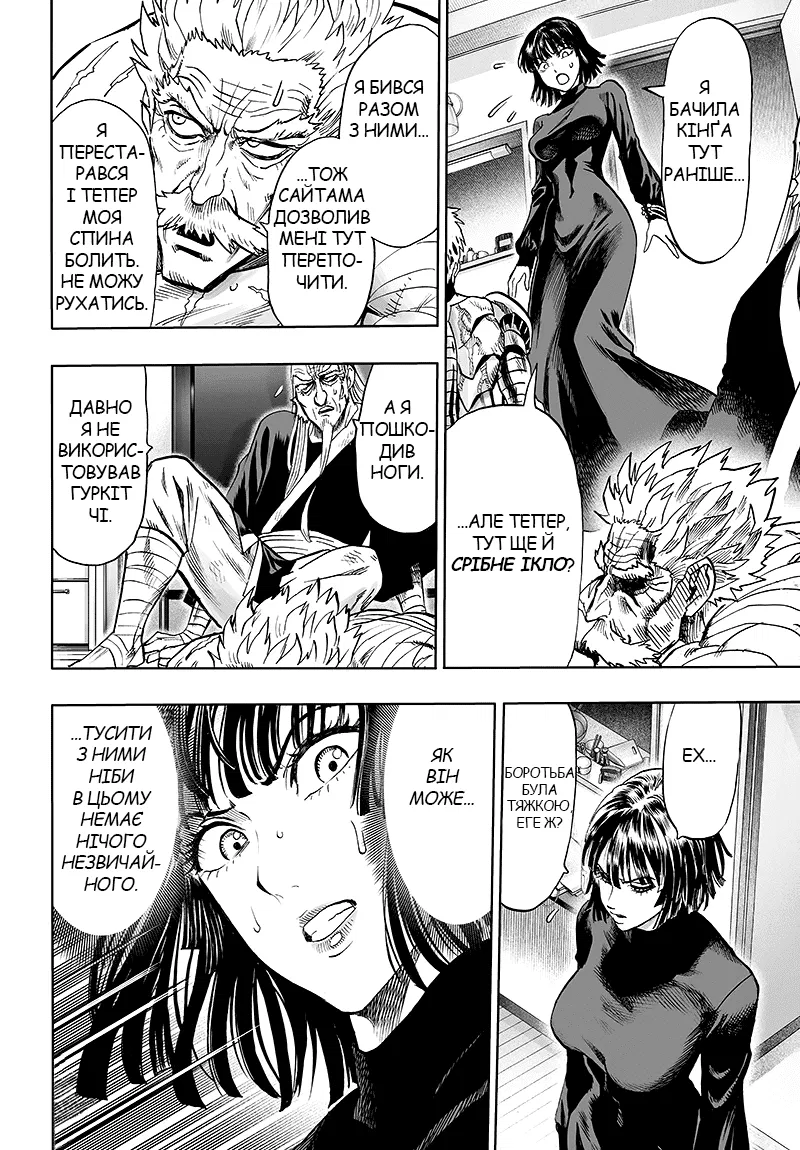 Я
БАЧИЛА
КІНҐА
ТУТ
РАНІШЕ...
...АЛЕ ТЕПЕР,
ТУТ ЩЕ Й
СРІБНЕ ІКЛО?
Я БИВСЯ
РАЗОМ
З НИМИ...
...ТОЖ
САЙТАМА
ДОЗВОЛИВ
МЕНІ ТУТ
ПЕРЕПО-
ЧИТИ.
Я
ПЕРЕСТА-
РАВСЯ
І ТЕПЕР
МОЯ
СПИНА
БОЛИТЬ.
НЕ МОЖУ
РУХАТИСЬ.
А Я
ПОШКО-
ДИВ
НОГИ.
ДАВНО
Я НЕ
ВИКОРИС-
ТОВУВАВ
ГУРКІТ
ЧІ.
ЕХ...
БОРОТЬБА
БУЛА
ТЯЖКОЮ,
ЕГЕ Ж?
ЯК
ВІН
МОЖЕ...
...ТУСИТИ
З НИМИ
НІБИ
В ЦЬОМУ
НЕМАЄ
НІЧОГО
НЕЗВИЧАЙ-
НОГО.